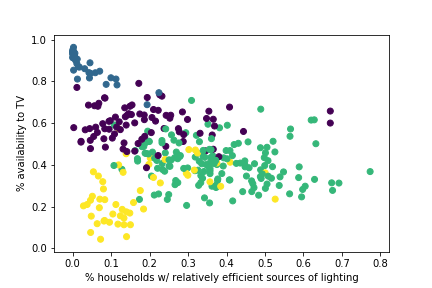 1.0
0.8
0.6
0.4
0.2
0.0
% availability to TV
0.0 0.1 0.2 0.3 0.4 0.5 0.6 0.7 0.8
% households w/ relatively efficient sources of lighting